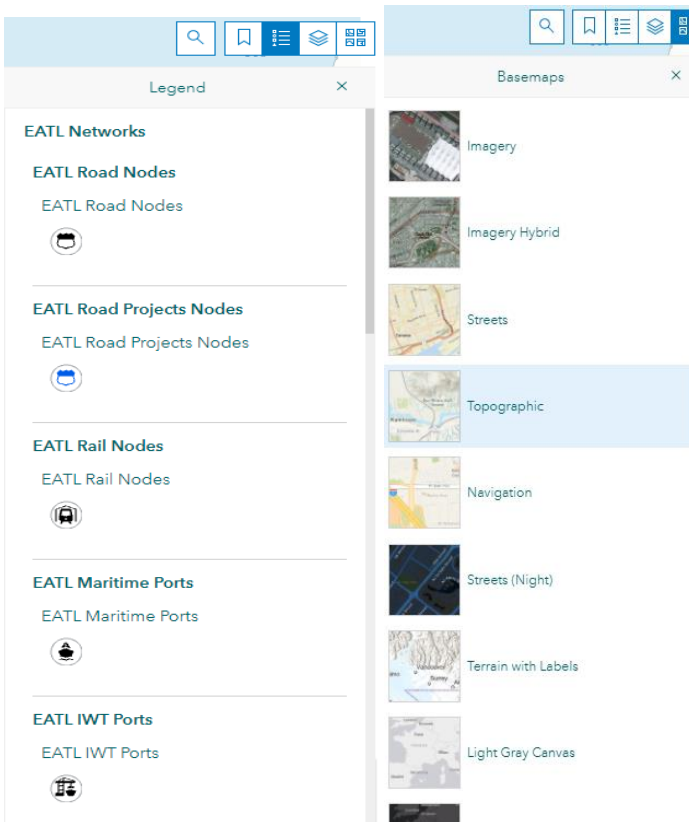 Legend
EATL Networks
EATL Road Nodes
EATL Road Nodes
EATL Road Projects Nodes
EATL Road Projects Nodes
EATL Rail Nodes
EATL Rail Nodes
EATL Maritime Ports
EATL Maritime Ports
EATL IWT Ports
EATL IWT Ports
Basemaps
Imagery
Imagery Hybrid
Streets
Topographic
Navigation
Streets (Night)
Terrain with Labels
Light Gray Canvas